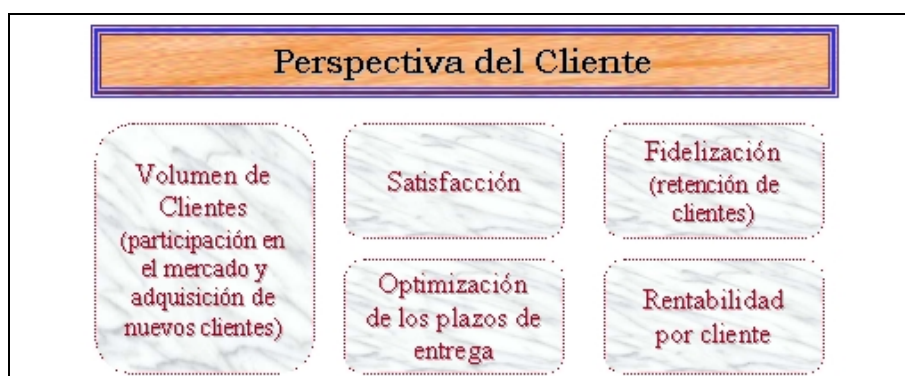 Perspectiva del Cliente
Volumen de
Clientes
(participación en
el mercado y
adquisición de
nuevos clientes)
Satisfacción
Fidelización
(retención de
clientes)
Optimización
de los plazos de
entrega
Rentabilidad
por cliente